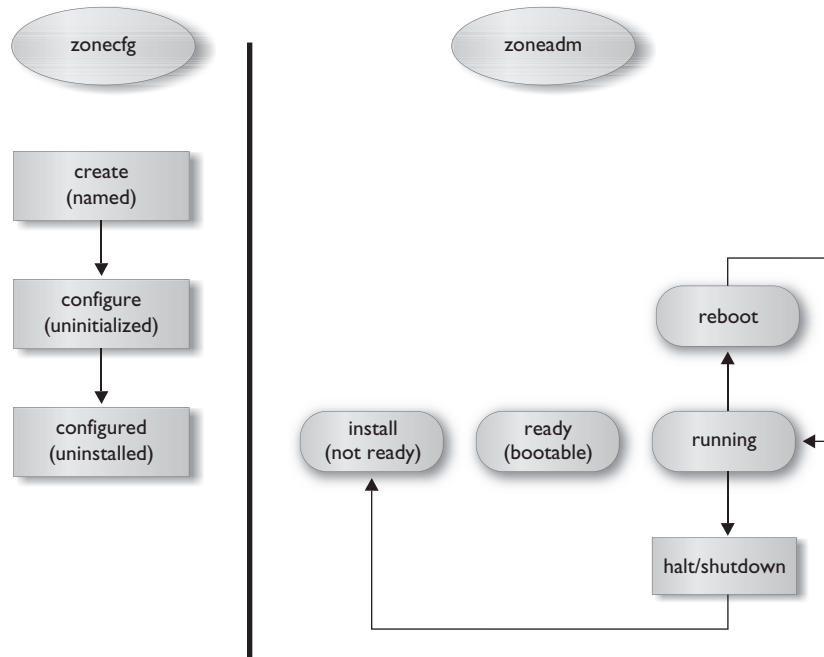 zonecfg
zoneadm
create
(named)
configure
(uninitialized)
configured
(uninstalled)
install
(not ready)
ready
(bootable)
reboot
running
halt/shutdown